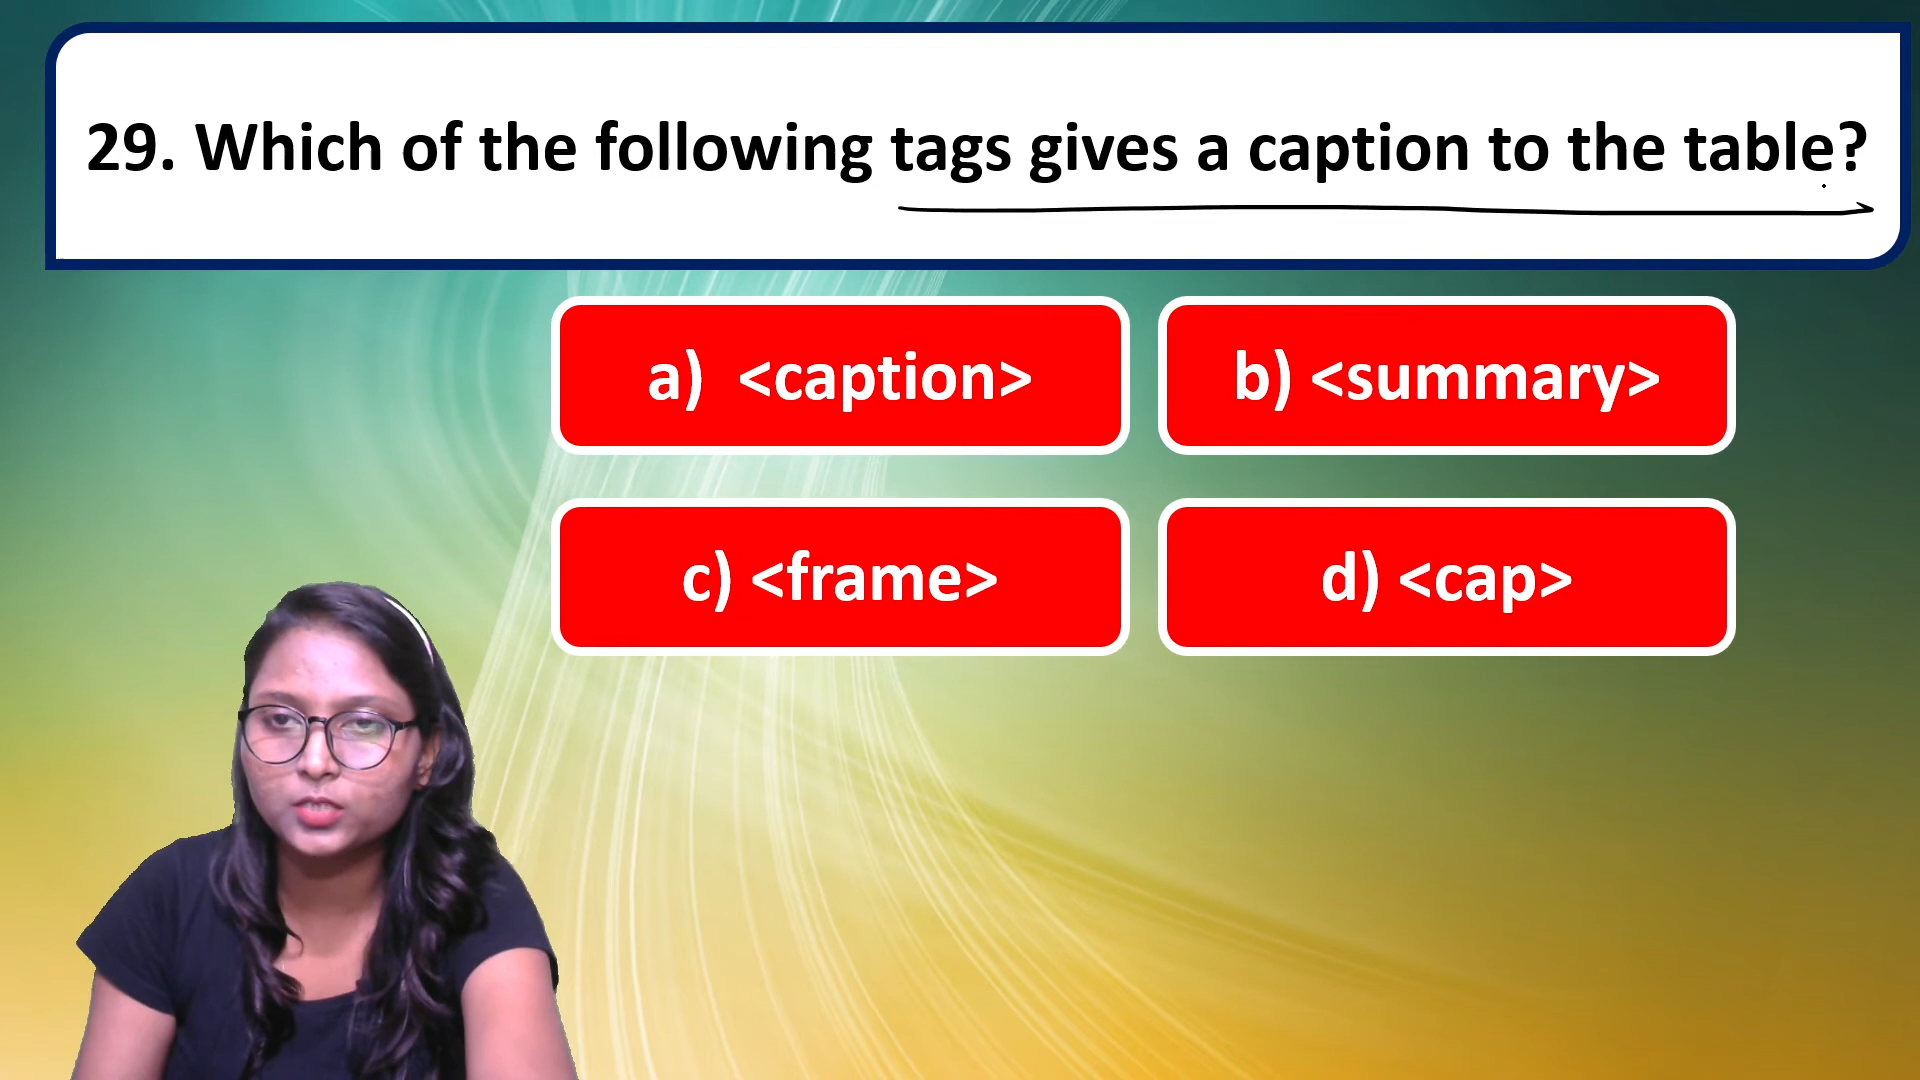 29. Which of the following tags gives a caption to the table?
a) <caption>
b) <summary>
c) <frame>
d) <cap>